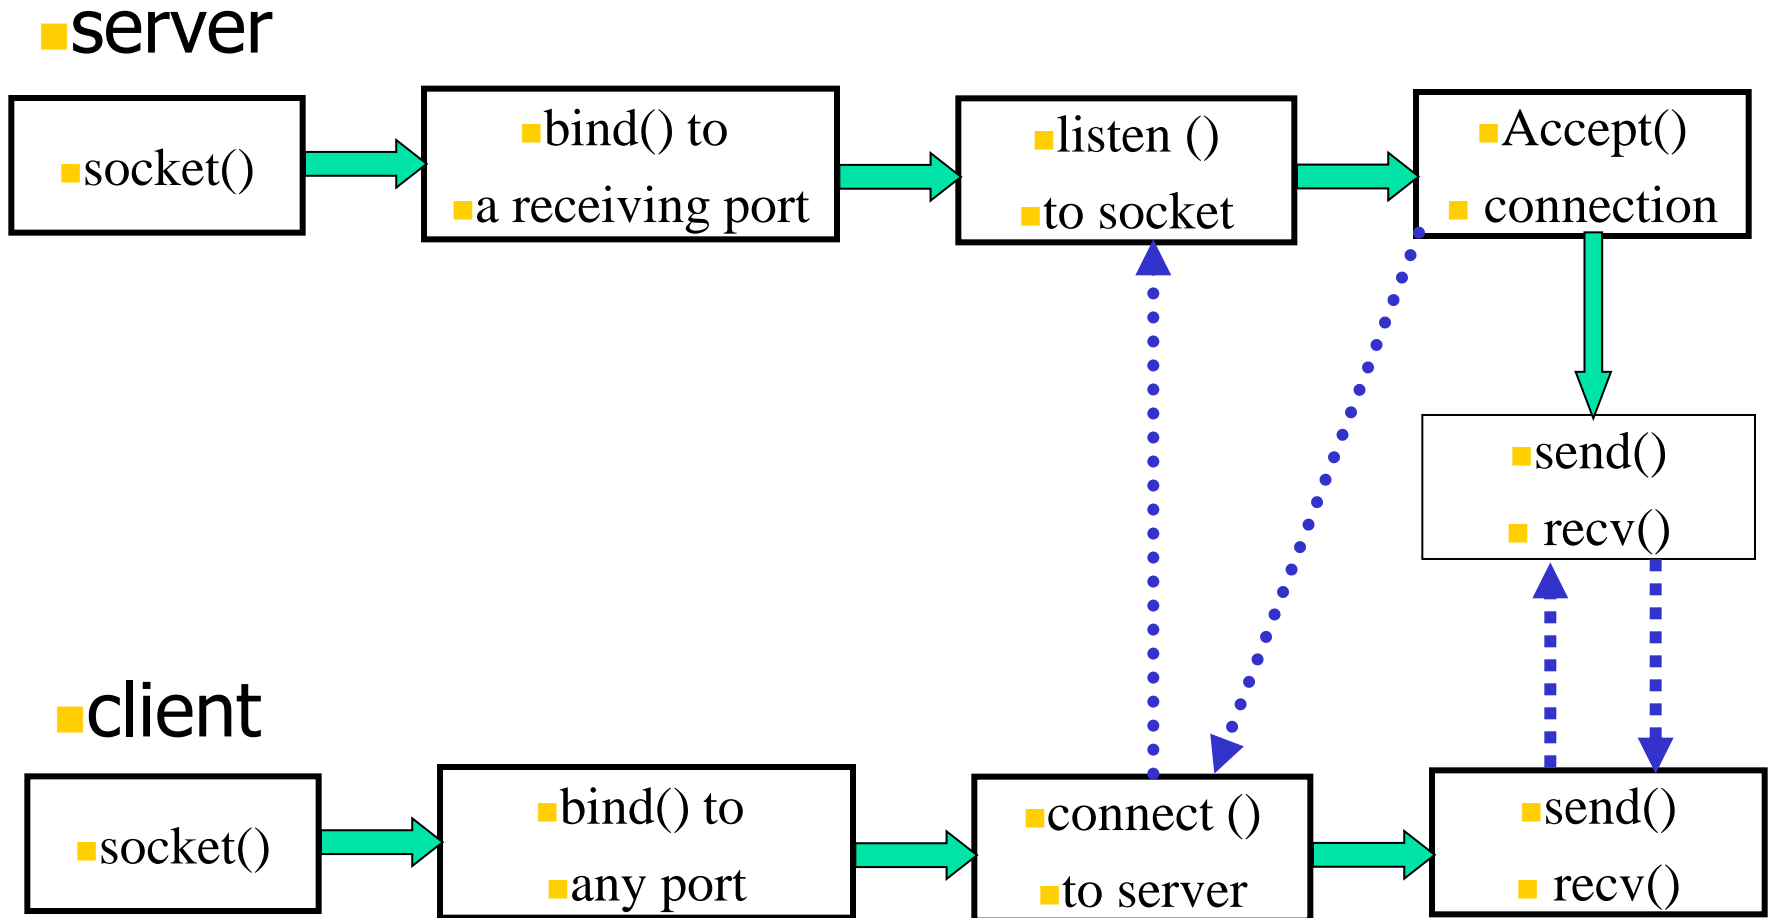 server
socket()
bind() to
a receiving port
listen ()
to socket
Accept()
connection
send()
recv()
client
socket()
bind() to
any port
connect ()
to server
send()
recv()